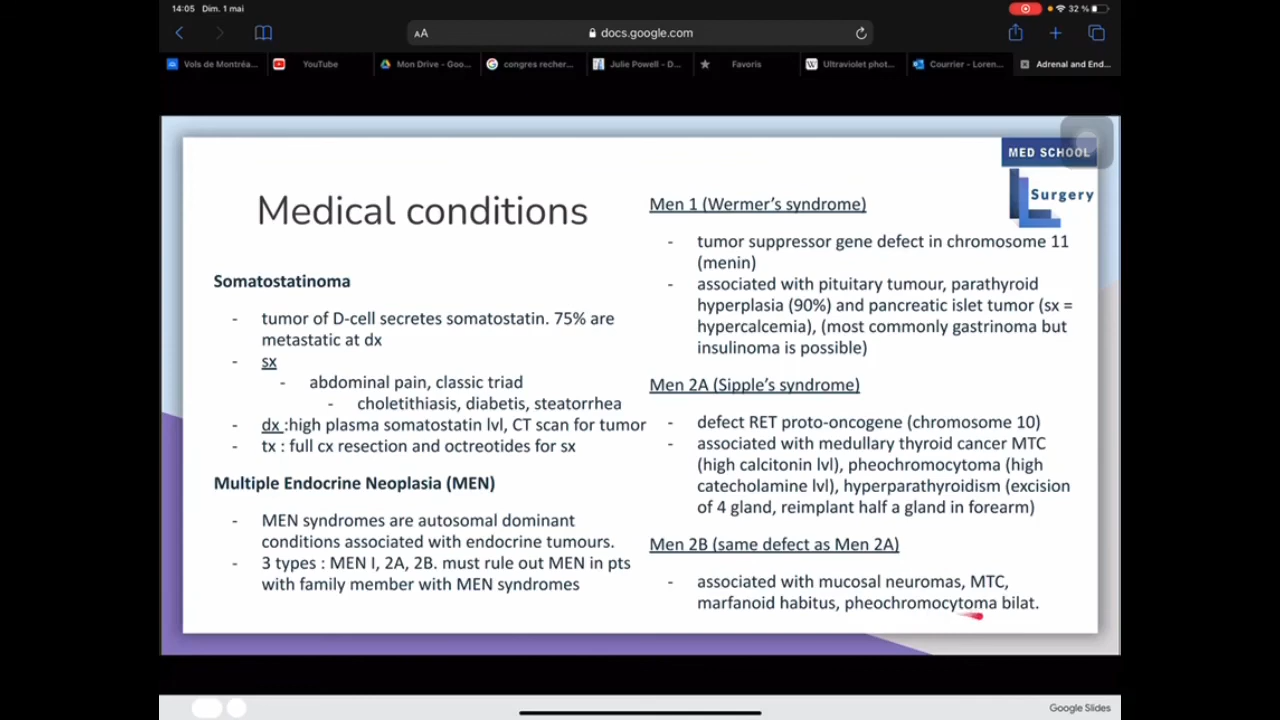 14:05 Dim. 1 mai
32 %
AA
docs.google.com
Vols de Montréa...
YouTube
Mon Drive - Goo...
congres recher...
Julie Powell - D...
Favoris
Ultraviolet phot...
Courrier - Loren...
Adrenal and End...
MED SCHOOL
Surgery
Medical conditions
Somatostatinoma
- tumor of D-cell secretes somatostatin. 75% are
metastatic at dx
- sx
- abdominal pain, classic triad
- choletithiasis, diabetis, steatorrhea
- dx :high plasma somatostatin lvl, CT scan for tumor
- tx : full cx resection and octreotides for sx
Multiple Endocrine Neoplasia (MEN)
- MEN syndromes are autosomal dominant
conditions associated with endocrine tumours.
- 3 types : MEN I, 2A, 2B. must rule out MEN in pts
with family member with MEN syndromes
Men 1 (Wermer's syndrome)
- tumor suppressor gene defect in chromosome 11
(menin)
- associated with pituitary tumour, parathyroid
hyperplasia (90%) and pancreatic islet tumor (sx =
hypercalcemia), (most commonly gastrinoma but
insulinoma is possible)
Men 2A (Sipple's syndrome)
- defect RET proto-oncogene (chromosome 10)
- associated with medullary thyroid cancer MTC
(high calcitonin lvl), pheochromocytoma (high
catecholamine lvl), hyperparathyroidism (excision
of 4 gland, reimplant half a gland in forearm)
Men 2B (same defect as Men 2A)
- associated with mucosal neuromas, MTC,
marfanoid habitus, pheochromocytoma bilat.
Google Slides